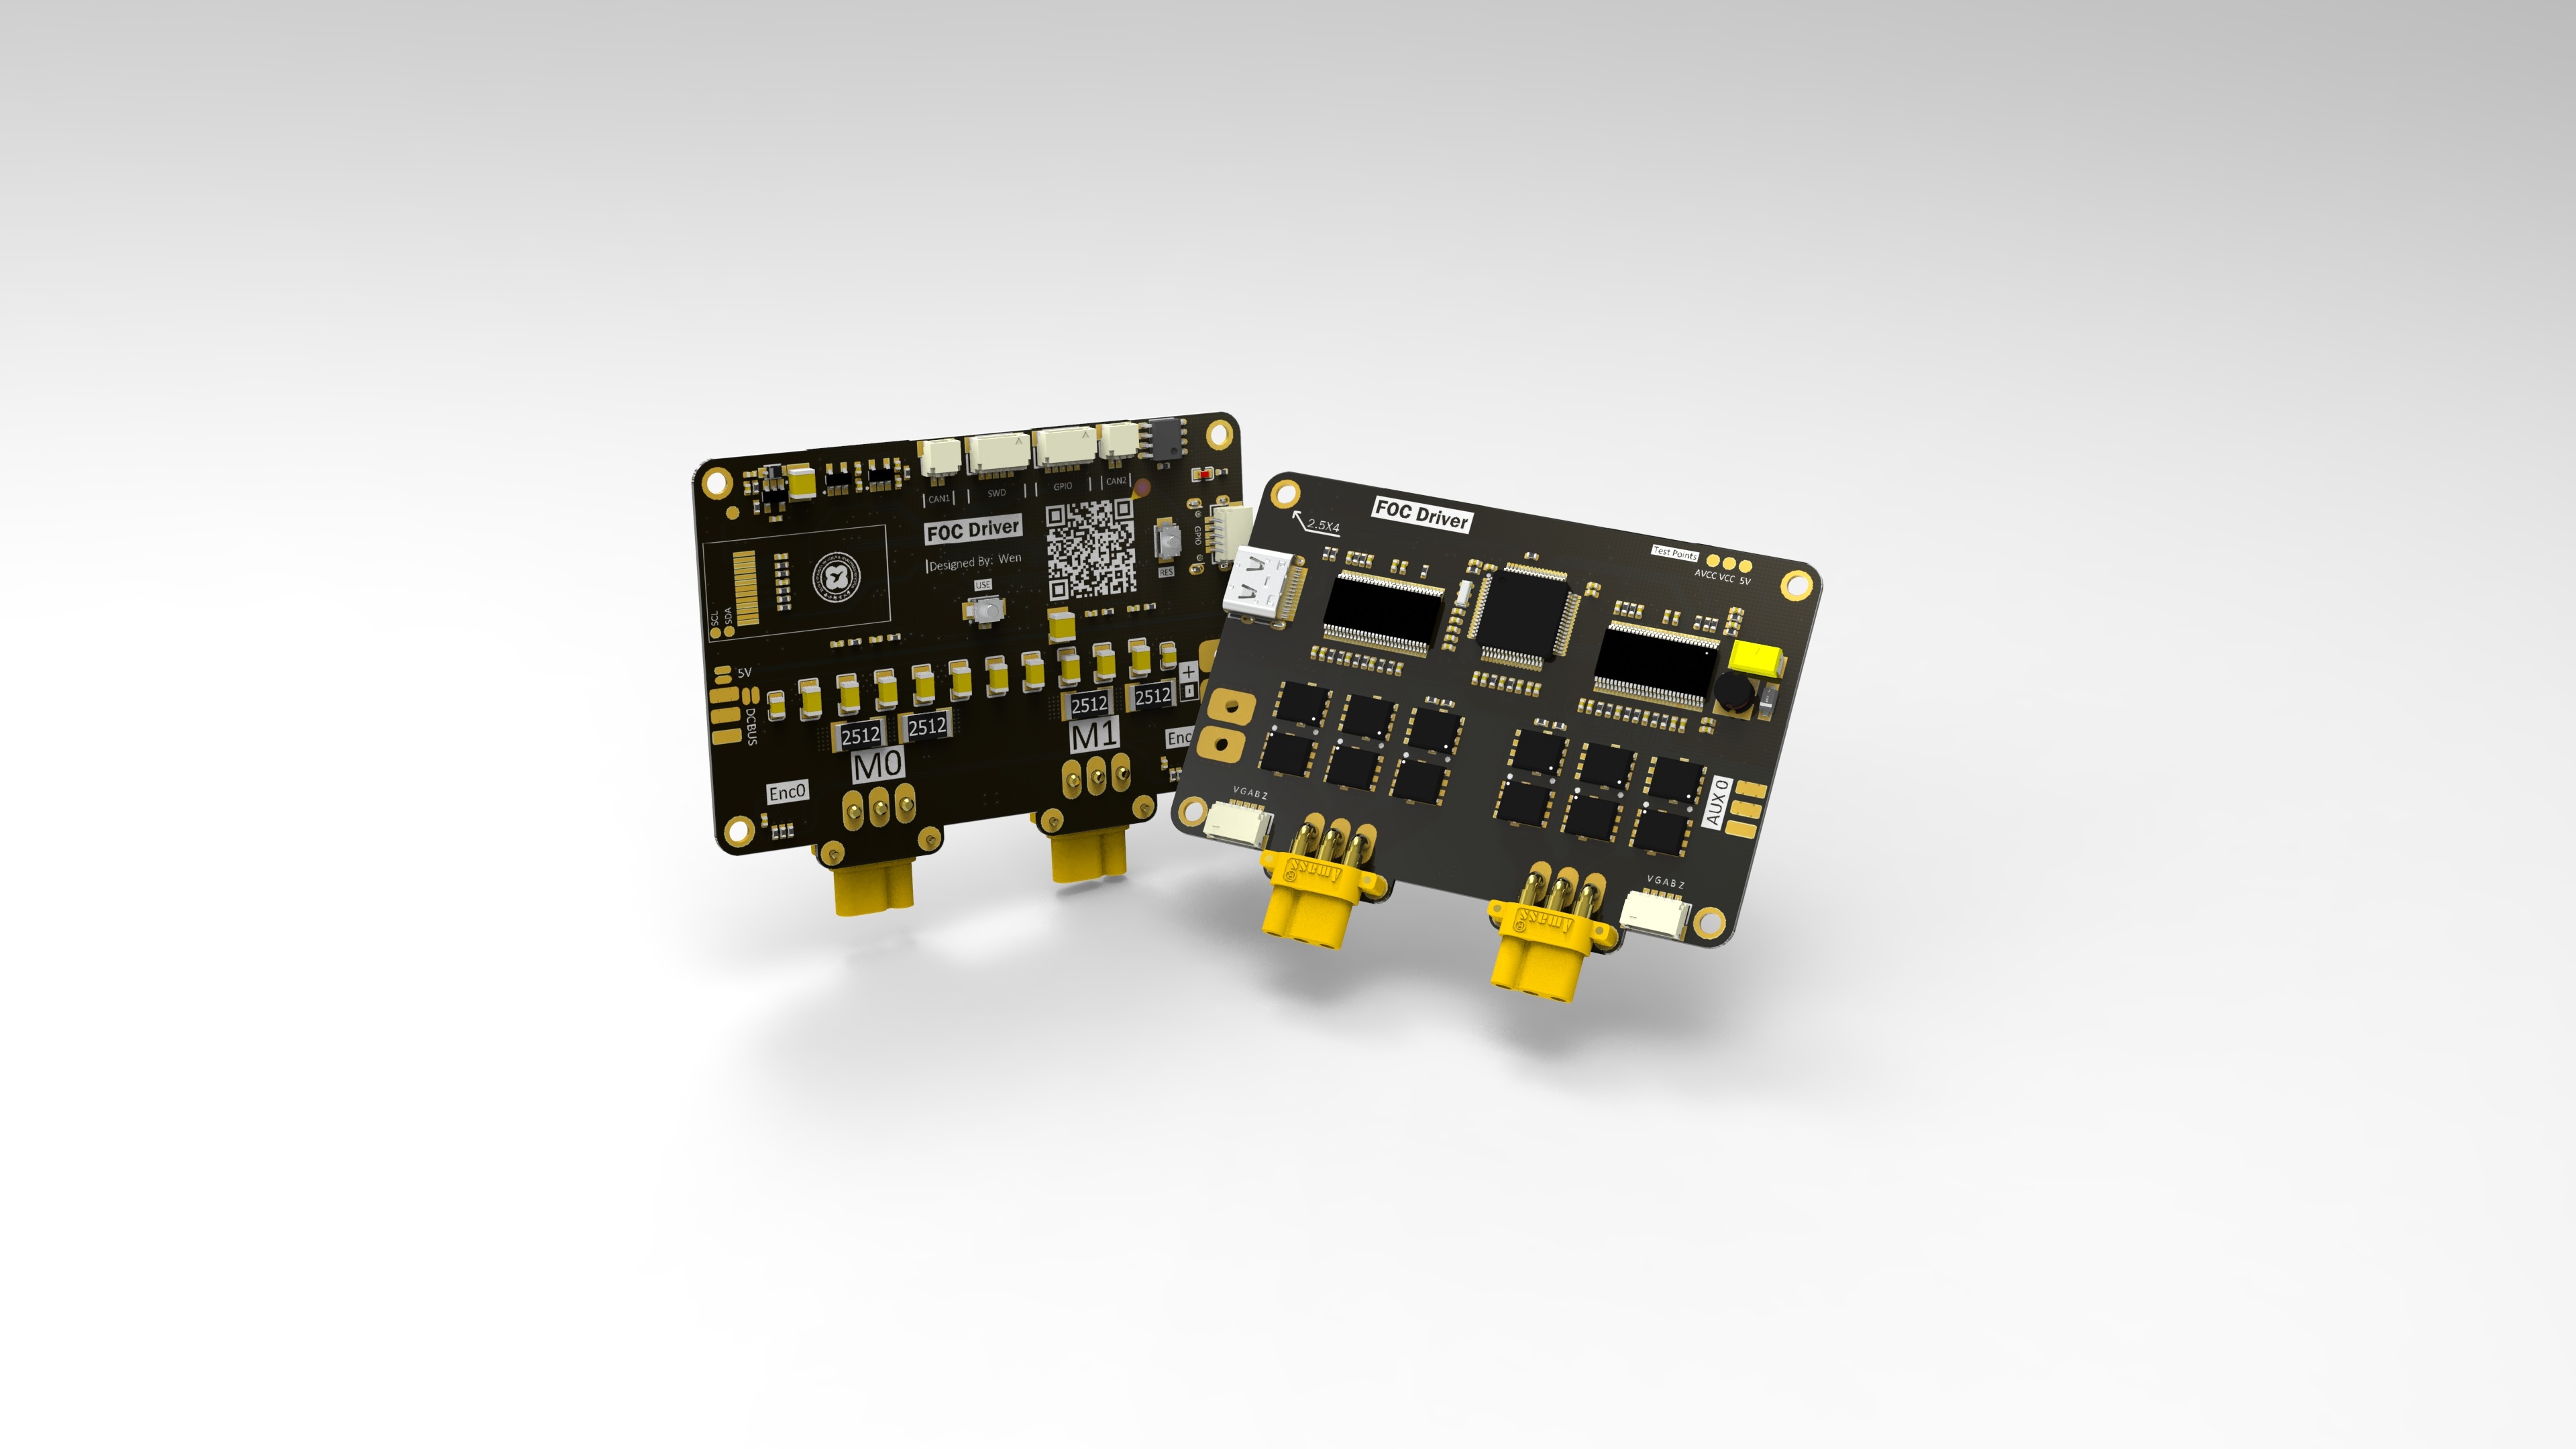 CAN1
SWD
GPIO
CAN2
FOC Driver
Designed By: Wen
USE
RES
GPIO
SCL
SDA
5V
DCBUS
2512
2512
2512
2512
+
-
M0
M1
Enc0
Enc
2.5X4
FOC Driver
Test Points
AVCC VCC 5V
AUX 0
VGABZ
VGABZ
amass
amass